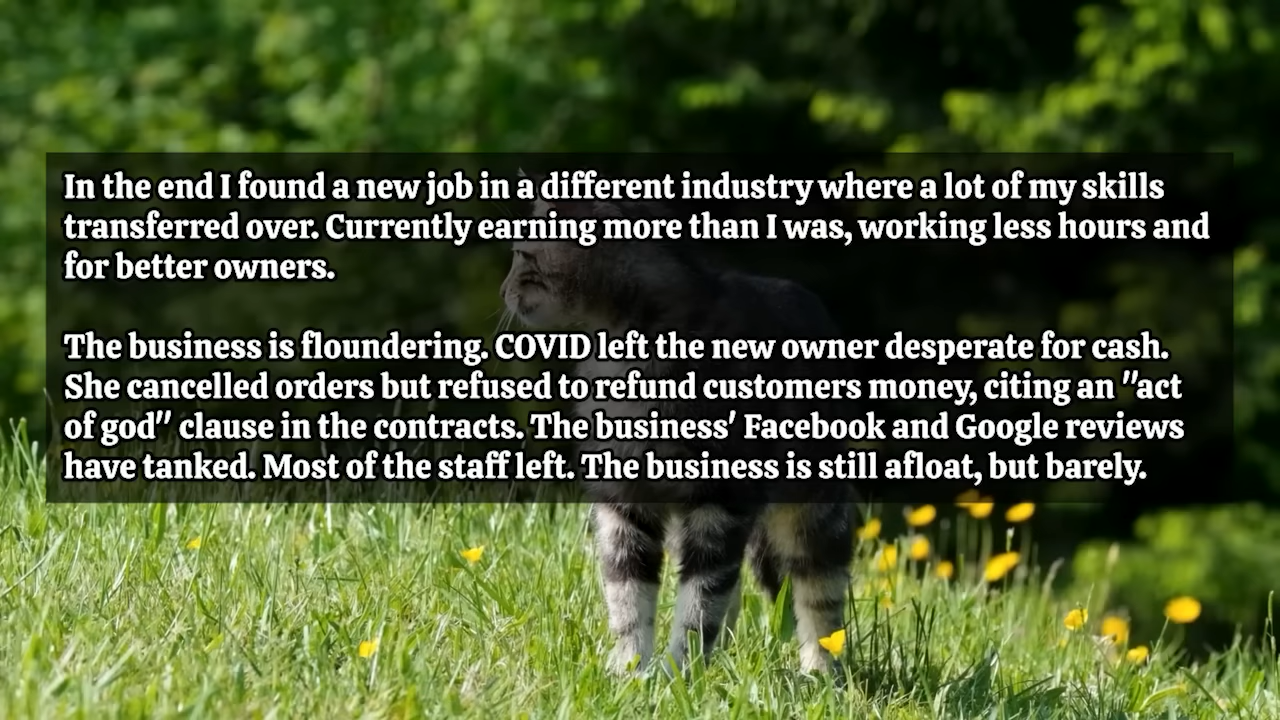 In the end I found a new job in a different industry where a lot of my skills
transferred over. Currently earning more than I was, working less hours and
for better owners.
The business is floundering. COVID left the new owner desperate for cash.
She cancelled orders but refused to refund customers money, citing an "act
of god" clause in the contracts. The business' Facebook and Google reviews
have tanked. Most of the staff left. The business is still afloat, but barely.